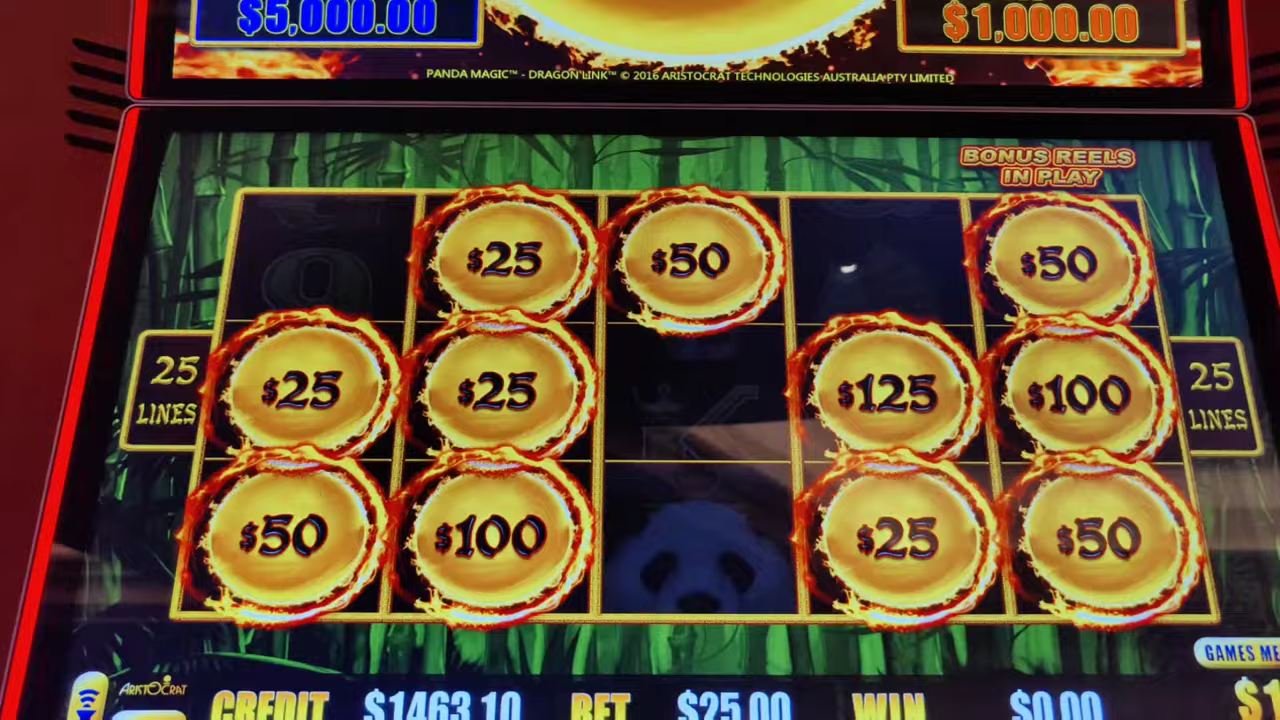 $5,000.00
$1,000.00
PANDA MAGIC™ - DRAGON LINK™ © 2016 ARISTOCRAT TECHNOLOGIES AUSTRALIA PTY LIMITED
BONUS REELS
IN PLAY
$25 $50 $50
25
LINES
$25 $25 $125 $100
25
LINES
$50 $100 $25 $50
GAMES ME
ARISTOCRAT
CREDIT $1463.10 BET $25.00 WIN $0.00